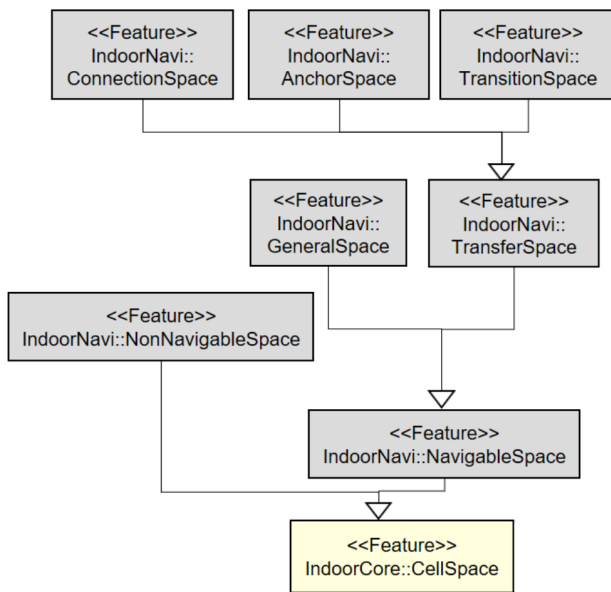 <<Feature>>
IndoorNavi::
ConnectionSpace
<<Feature>>
IndoorNavi::
AnchorSpace
<<Feature>>
IndoorNavi::
TransitionSpace
<<Feature>>
IndoorNavi::
GeneralSpace
<<Feature>>
IndoorNavi::
TransferSpace
<<Feature>>
IndoorNavi::NonNavigableSpace
<<Feature>>
IndoorNavi::NavigableSpace
<<Feature>>
IndoorCore::CellSpace